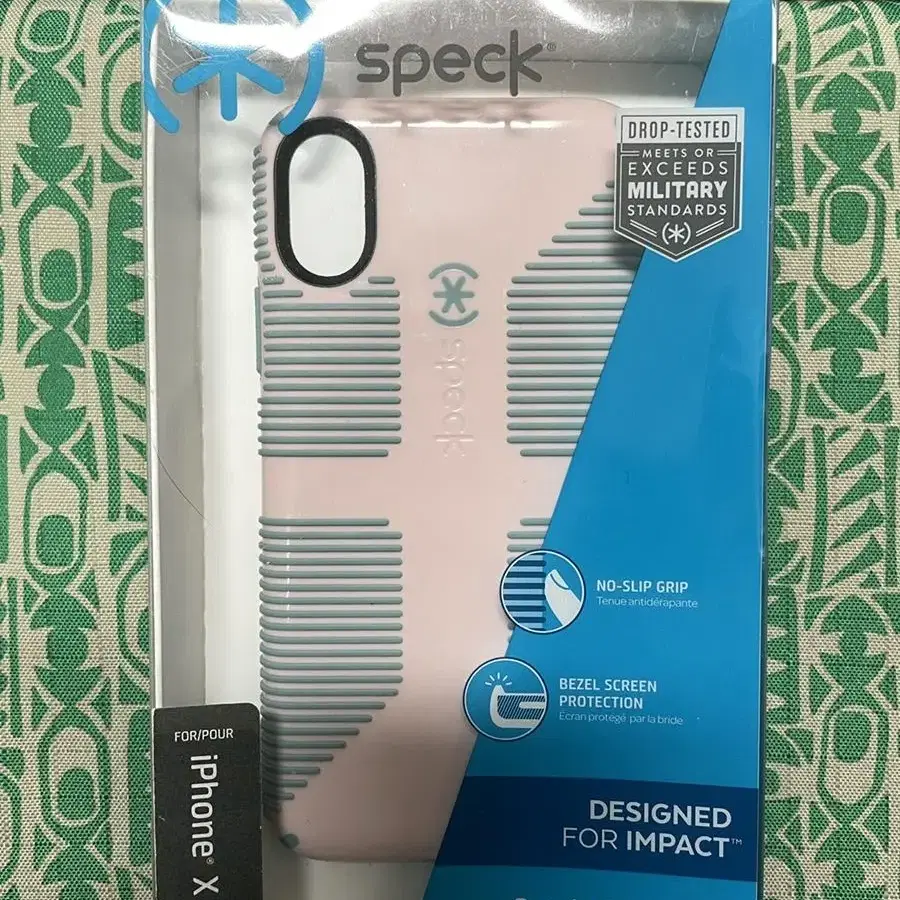 speck®
DROP-TESTED
MEETS OR
EXCEEDS
MILITARY
STANDARDS
speck
NO-SLIP GRIP
Tenue antidérapante
BEZEL SCREEN
PROTECTION
Écran protégé par la bride
FOR/POUR
iPhone® X
DESIGNED
FOR IMPACT™